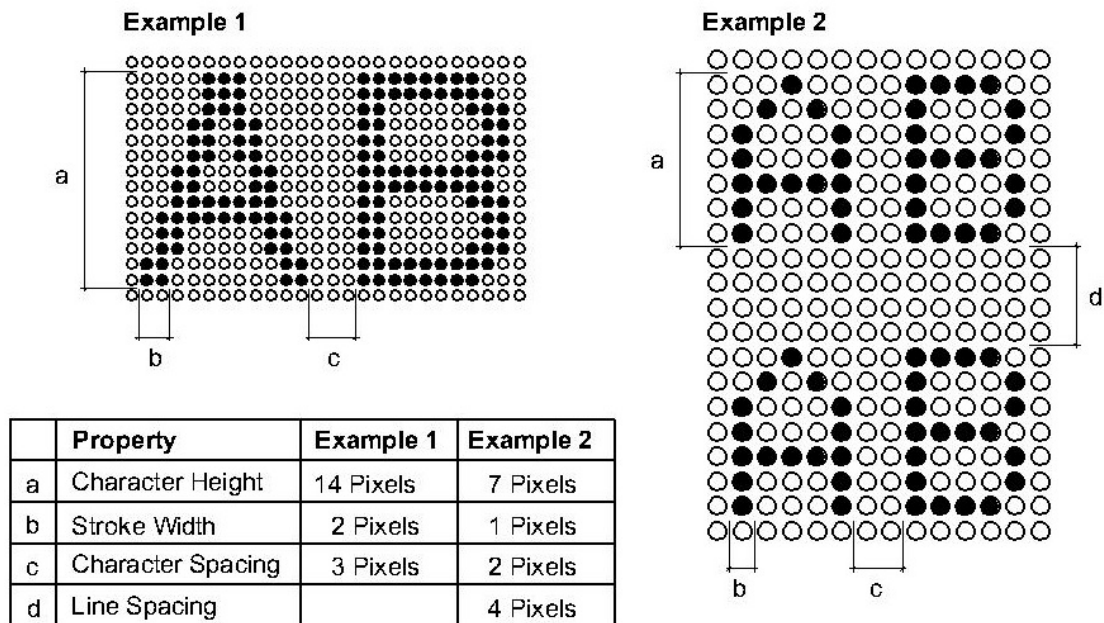 Example 1
Example 2
a
b
c
a
d
b
c
Property Example 1 Example 2
a Character Height 14 Pixels 7 Pixels
b Stroke Width 2 Pixels 1 Pixels
c Character Spacing 3 Pixels 2 Pixels
d Line Spacing 4 Pixels